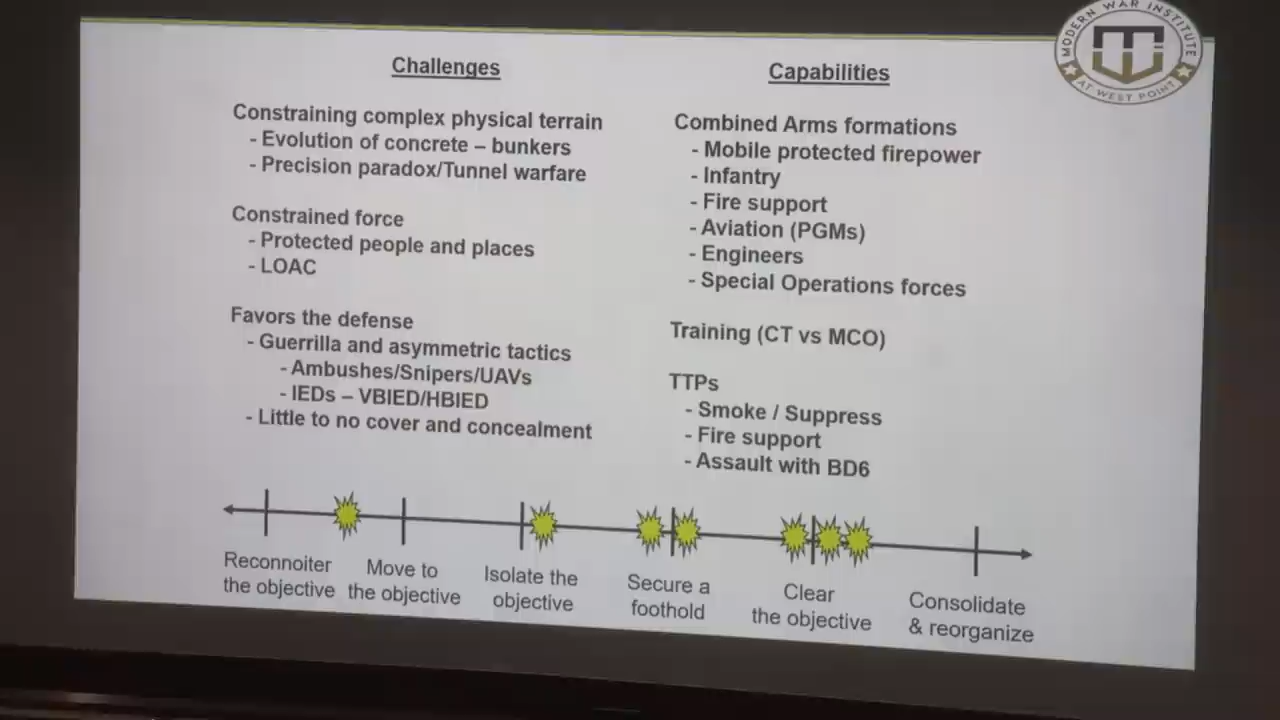 MODERN WAR INSTITUTE
AT WEST POINT
Challenges
Constraining complex physical terrain
- Evolution of concrete – bunkers
- Precision paradox/Tunnel warfare
Constrained force
- Protected people and places
- LOAC
Favors the defense
- Guerrilla and asymmetric tactics
- Ambushes/Snipers/UAVs
- IEDs – VBIED/HBIED
- Little to no cover and concealment
Capabilities
Combined Arms formations
- Mobile protected firepower
- Infantry
- Fire support
- Aviation (PGMs)
- Engineers
- Special Operations forces
Training (CT vs MCO)
TTPs
- Smoke / Suppress
- Fire support
- Assault with BD6
Reconnoiter
the objective
Move to
the objective
Isolate the
objective
Secure a
foothold
Clear
the objective
Consolidate
& reorganize